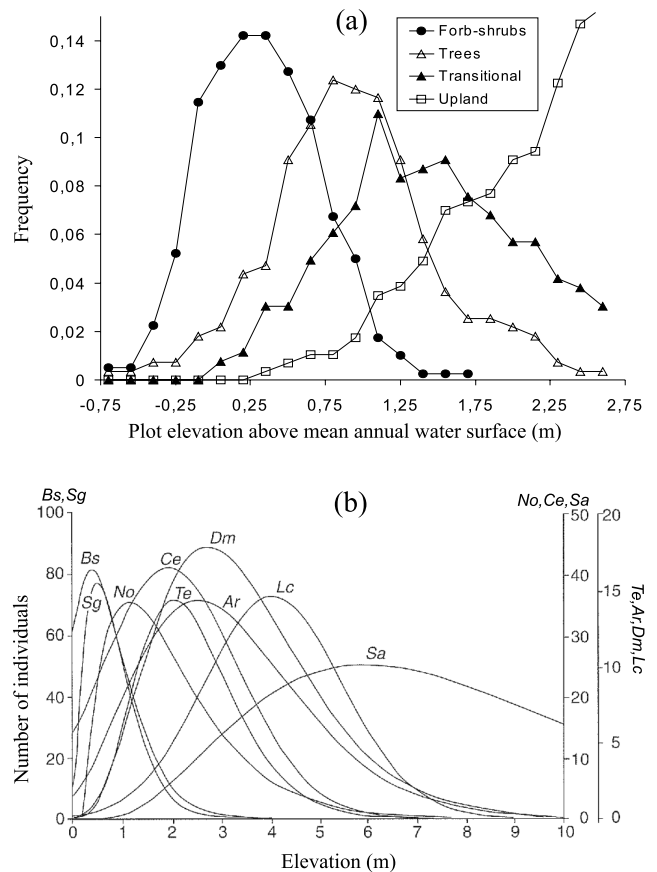 (a)
0,14
0,12
0,1
0,08
0,06
0,04
0,02
0
Frequency
Forb-shrubs
Trees
Transitional
Upland
-0,75 -0,25 0,25 0,75 1,25 1,75 2,25 2,75
Plot elevation above mean annual water surface (m)
(b)
Bs,Sg
No,Ce,Sa
100
80
60
40
20
0
Number of individuals
Bs
Sg
No
Ce
Te
Dm
Ar
Lc
Sa
50
40
30
20
10
0
20
15
10
5
0
Te,Ar,Dm,Lc
0 1 2 3 4 5 6 7 8 9 10
Elevation (m)